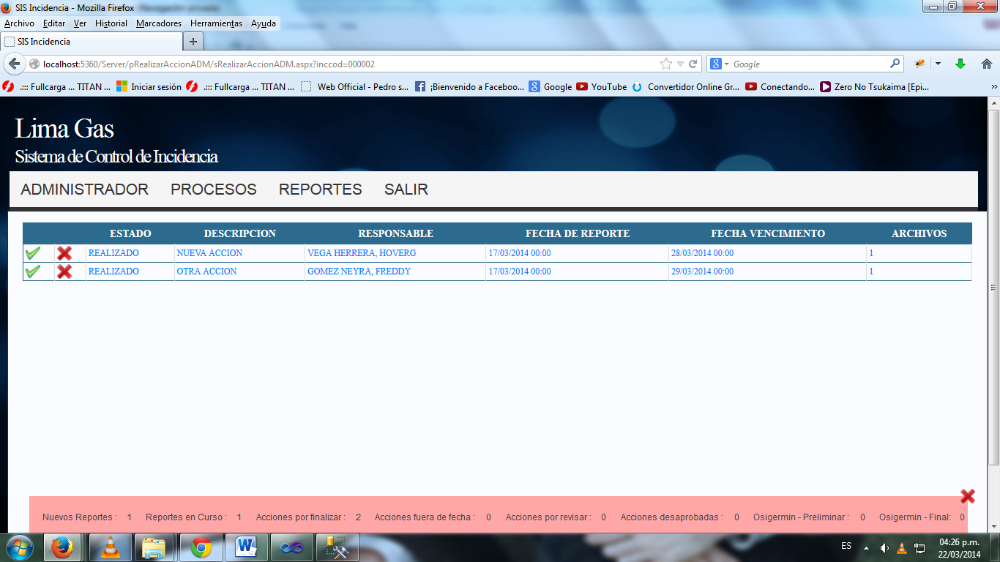 SIS Incidencia - Mozilla Firefox
Archivo Editar Ver Historial Marcadores Herramientas Ayuda
SIS Incidencia
localhost:5360/Server/pRealizarAccionADM/sRealizarAccionADM.aspx?inccod=000002
Google
.::: Fullcarga ... TITAN ... Iniciar sesión .::: Fullcarga ... TITAN ... Web Official - Pedro s... ¡Bienvenido a Faceboo... Google YouTube Convertidor Online Gr... Conectando... Zero No Tsukaima [Epi...
Lima Gas
Sistema de Control de Incidencia
ADMINISTRADOR PROCESOS REPORTES SALIR
ESTADO DESCRIPCION RESPONSABLE FECHA DE REPORTE FECHA VENCIMIENTO ARCHIVOS
REALIZADO NUEVA ACCION VEGA HERRERA, HOVERG 17/03/2014 00:00 28/03/2014 00:00 1
REALIZADO OTRA ACCION GOMEZ NEYRA, FREDDY 17/03/2014 00:00 29/03/2014 00:00 1
Nuevos Reportes : 1 Reportes en Curso : 1 Acciones por finalizar : 2 Acciones fuera de fecha : 0 Acciones por revisar : 0 Acciones desaprobadas : 0 Osigermin - Preliminar : 0 Osigermin - Final: 0
ES
04:26 p.m.
22/03/2014